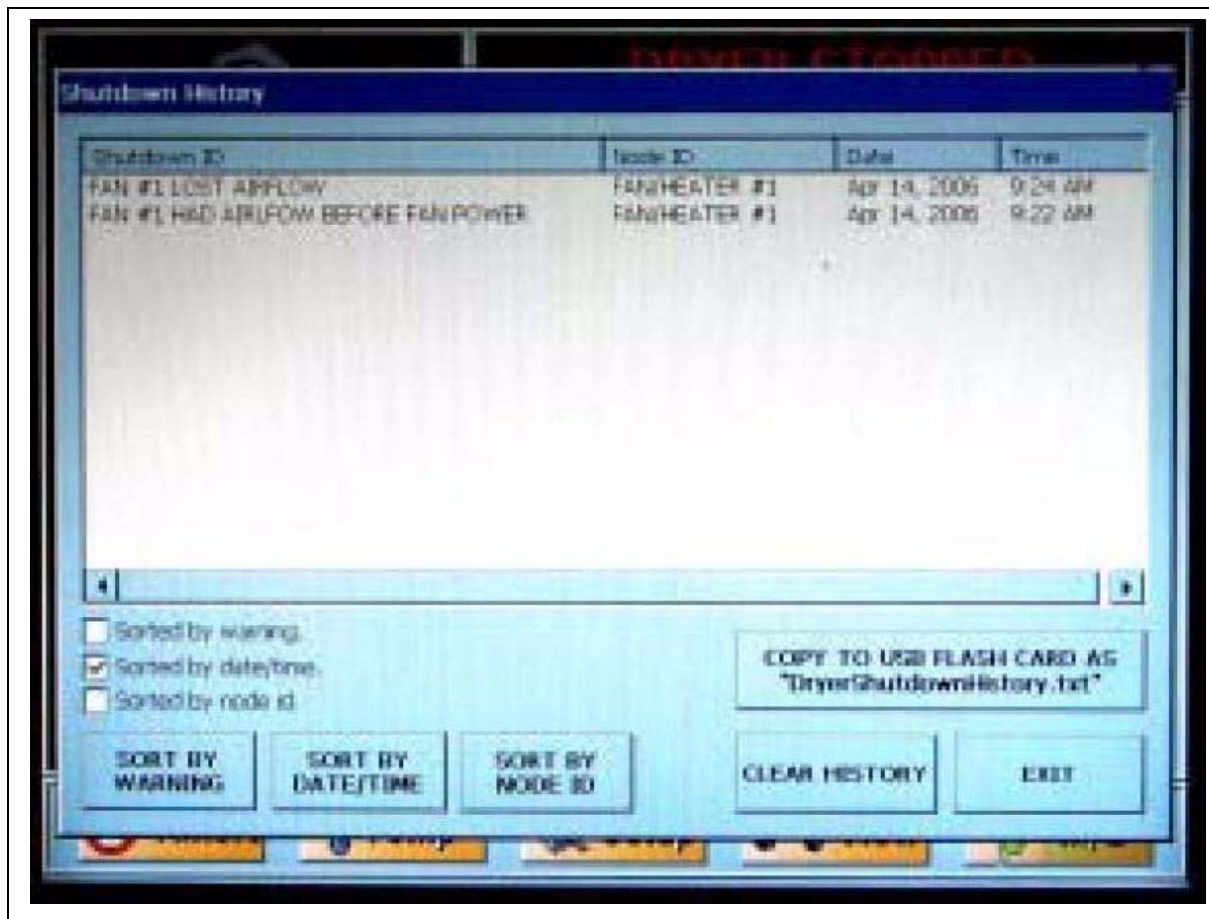 DRYER STOPPED
Shutdown History
Shutdown ID Node ID Date Time
FAN #1 LOST AIRFLOW FAN/HEATER #1 Apr 14, 2006 9:24 AM
FAN #1 HAD AIRLFOW BEFORE FAN POWER FAN/HEATER #1 Apr 14, 2006 9:22 AM
Sorted by warning.
Sorted by date/time.
Sorted by node id.
COPY TO USB FLASH CARD AS
"DryerShutdownHistory.txt"
SORT BY
WARNING
SORT BY
DATE/TIME
SORT BY
NODE ID
CLEAR HISTORY
EXIT